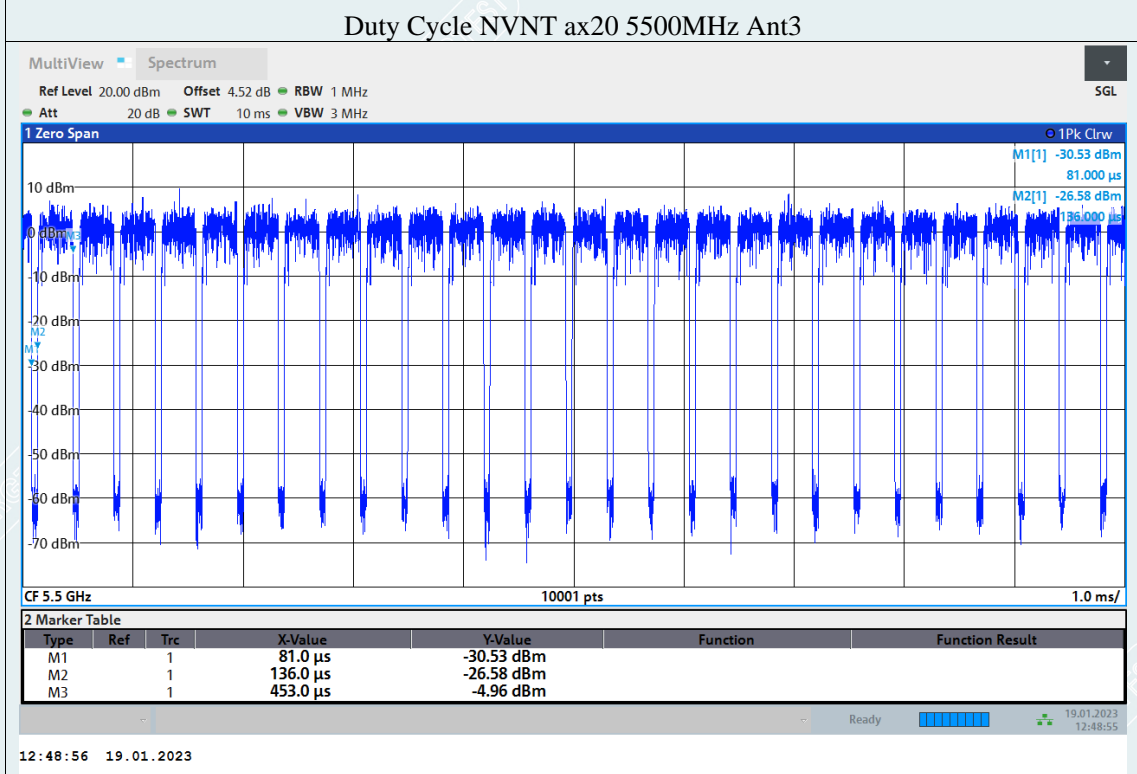 Duty Cycle NVNT ax20 5500MHz Ant3
MultiView Spectrum
Ref Level 20.00 dBm Offset 4.52 dB RBW 1 MHz SGL
Att 20 dB SWT 10 ms VBW 3 MHz
1 Zero Span 1Pk Clrw
M1[1] -30.53 dBm
81.000 µs
M2[1] -26.58 dBm
136.000 µs
10 dBm
0 dBm
M3
-10 dBm
-20 dBm
M2
M1
-30 dBm
-40 dBm
-50 dBm
-60 dBm
-70 dBm
CF 5.5 GHz 10001 pts 1.0 ms/
2 Marker Table
Type Ref Trc X-Value Y-Value Function Function Result
M1 1 81.0 µs -30.53 dBm
M2 1 136.0 µs -26.58 dBm
M3 1 453.0 µs -4.96 dBm
Ready 19.01.2023
12:48:55
12:48:56 19.01.2023